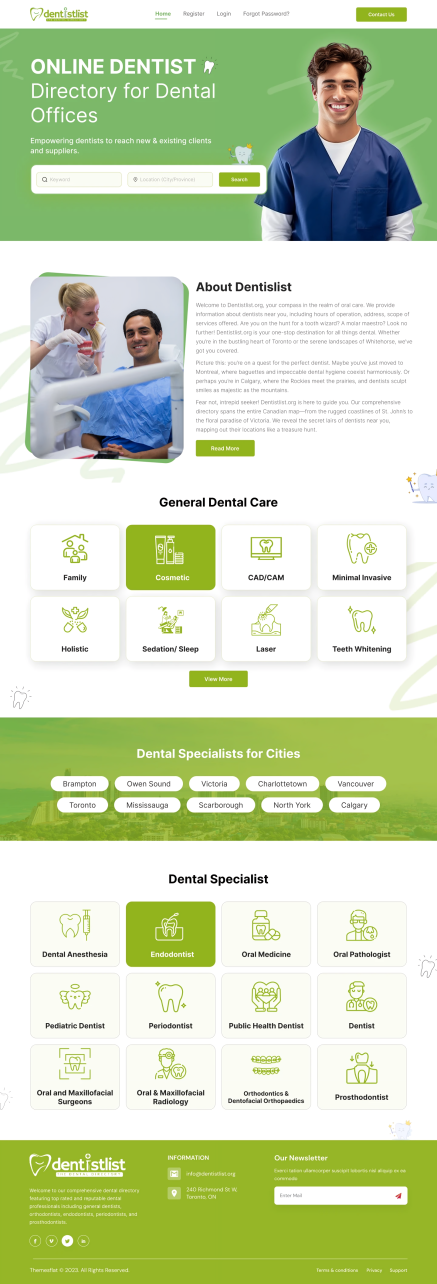 dentistlist
Home Register Login Forgot Password?
Contact Us
ONLINE DENTIST
Directory for Dental
Offices
Empowering dentists to reach new & existing clients
and suppliers.
Keyword
Location (City/Province)
Search
About Dentislist
Welcome to Dentistlist.org, your compass in the realm of oral care. We provide
information about dentists near you, including hours of operation, address, scope of
services offered. Are you on the hunt for a tooth wizard? A molar maestro? Look no
further! Dentistlist.org is your one-stop destination for all things dental. Whether
you're in the bustling heart of Toronto or the serene landscapes of Whitehorse, we've
got you covered.
Picture this: you're on a quest for the perfect dentist. Maybe you've just moved to
Montreal, where baguettes and impeccable dental hygiene coexist harmoniously. Or
perhaps you're in Calgary, where the Rockies meet the prairies, and dentists sculpt
smiles as majestic as the mountains.
Fear not, intrepid seeker! Dentistlist.org is here to guide you. Our comprehensive
directory spans the entire Canadian map—from the rugged coastlines of St. John's to
the floral paradise of Victoria. We reveal the secret lairs of dentists near you,
mapping out their locations like a treasure hunt.
Read More
General Dental Care
Family
Cosmetic
CAD/CAM
Minimal Invasive
Holistic
Sedation/ Sleep
Laser
Teeth Whitening
View More
Dental Specialists for Cities
Brampton
Owen Sound
Victoria
Charlottetown
Vancouver
Toronto
Mississauga
Scarborough
North York
Calgary
Dental Specialist
Dental Anesthesia
Endodontist
Oral Medicine
Oral Pathologist
Pediatric Dentist
Periodontist
Public Health Dentist
Dentist
Oral and Maxillofacial
Surgeons
Oral & Maxillofacial
Radiology
Orthodontics &
Dentofacial Orthopaedics
Prosthodontist
dentistlist
Welcome to our comprehensive dental directory
featuring top rated and reputable dental
professionals including general dentists,
orthodontists, endodontists, periodontists, and
prosthodontists.
INFORMATION
info@dentistlist.org
240 Richmond St W,
Toronto, ON
Our Newsletter
Exerci tation ullamcorper suscipit lobortis nisl aliquip ex ea
commodo
Enter Mail
Themeslflat © 2023. All Rights Reserved.
Terms & conditions Privacy Support